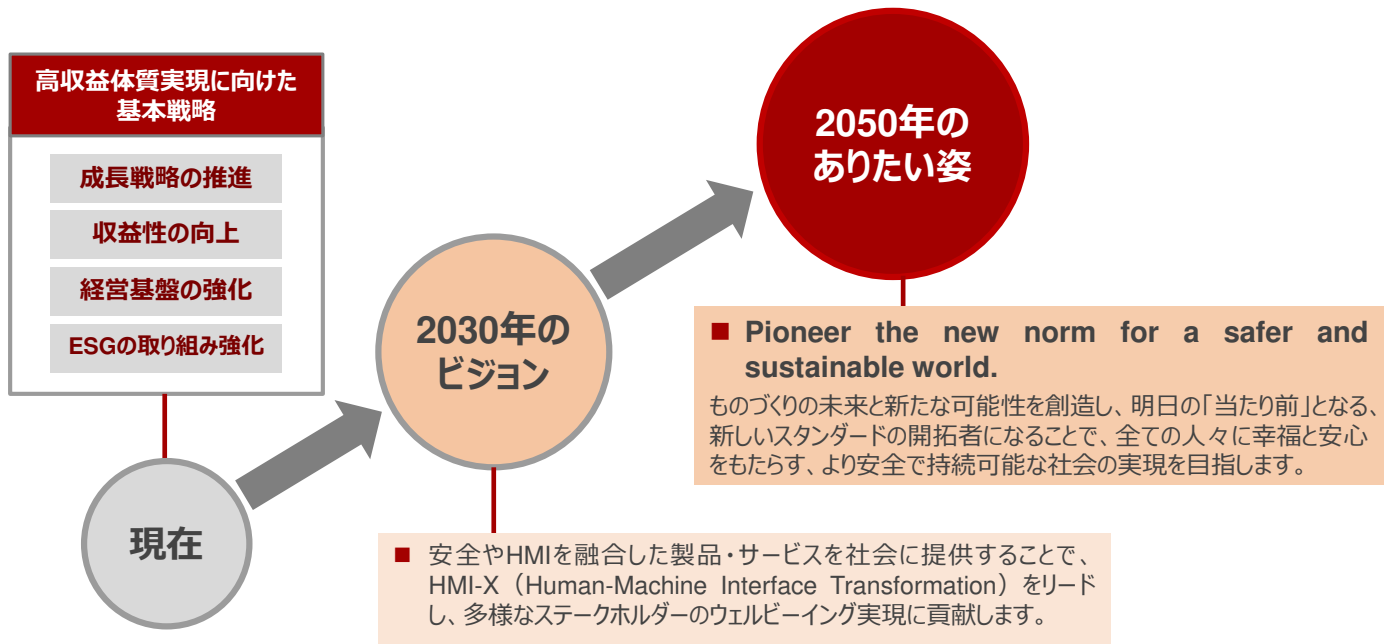 高収益体質実現に向けた
基本戦略
成長戦略の推進
収益性の向上
経営基盤の強化
ESGの取り組み強化
現在
2030年の
ビジョン
■ 安全やHMIを融合した製品・サービスを社会に提供することで、
HMI-X（Human-Machine Interface Transformation）をリード
し、多様なステークホルダーのウェルビーイング実現に貢献します。
2050年の
ありたい姿
■ Pioneer the new norm for a safer and
sustainable world.
ものづくりの未来と新たな可能性を創造し、明日の「当たり前」となる、
新しいスタンダードの開拓者になることで、全ての人々に幸福と安心
をもたらす、より安全で持続可能な社会の実現を目指します。